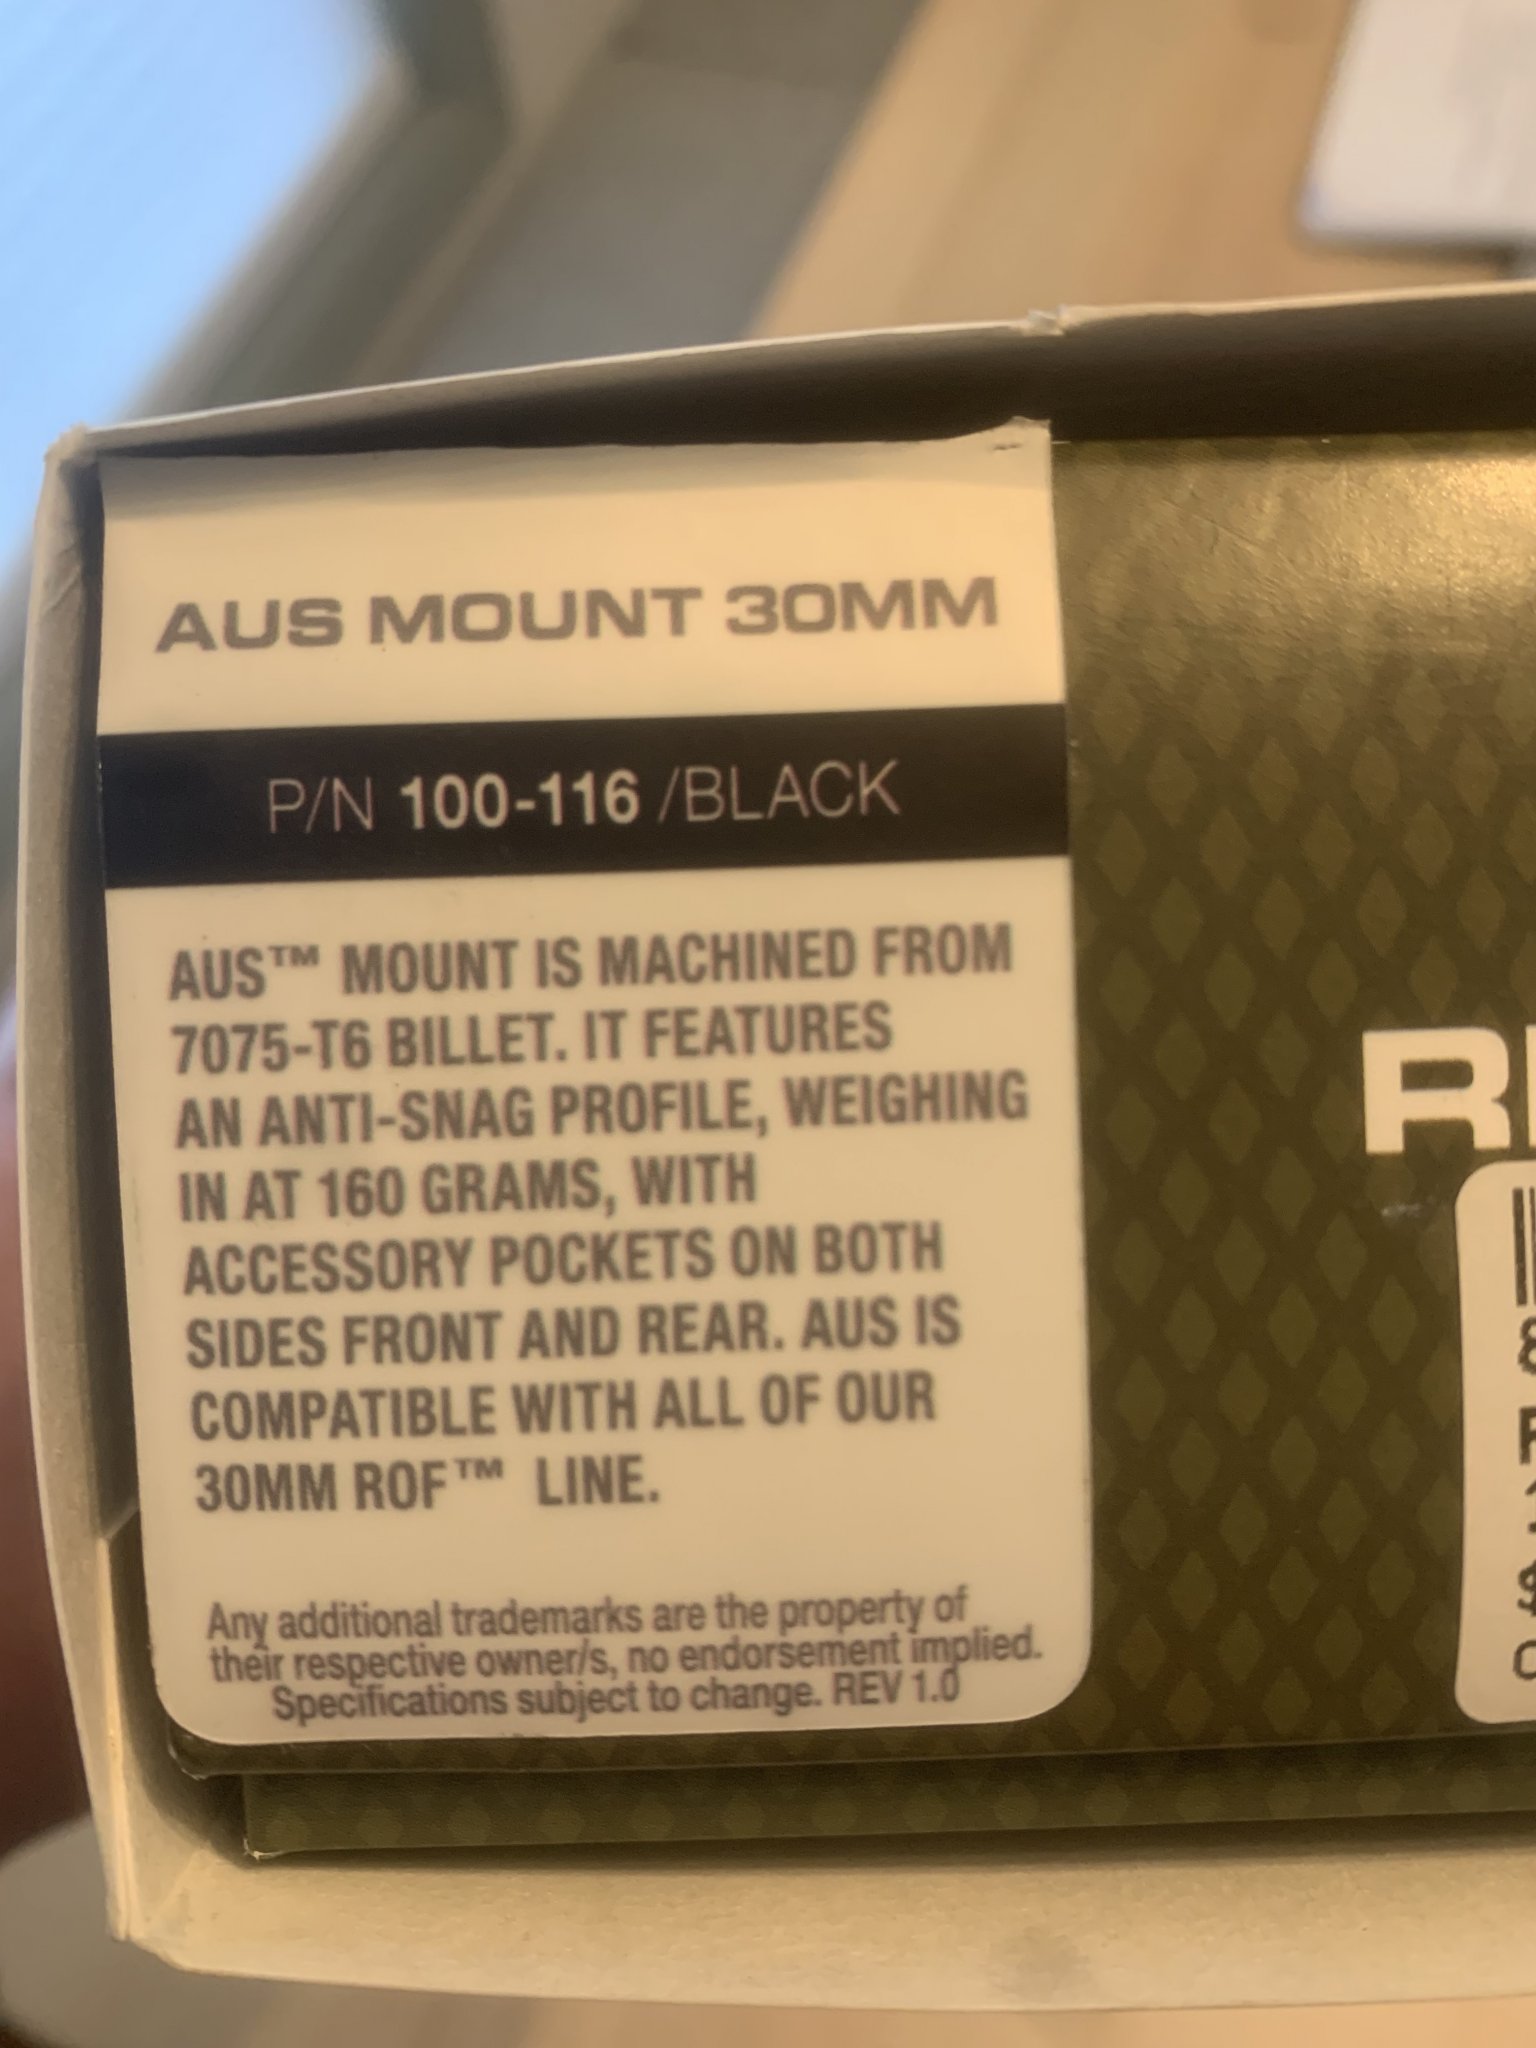 AUS MOUNT 30MM
P/N 100-116 /BLACK
AUS™ MOUNT IS MACHINED FROM
7075-T6 BILLET. IT FEATURES
AN ANTI-SNAG PROFILE, WEIGHING
IN AT 160 GRAMS, WITH
ACCESSORY POCKETS ON BOTH
SIDES FRONT AND REAR. AUS IS
COMPATIBLE WITH ALL OF OUR
30MM ROF™ LINE.
Any additional trademarks are the property of
their respective owner/s, no endorsement implied.
Specifications subject to change. REV 1.0